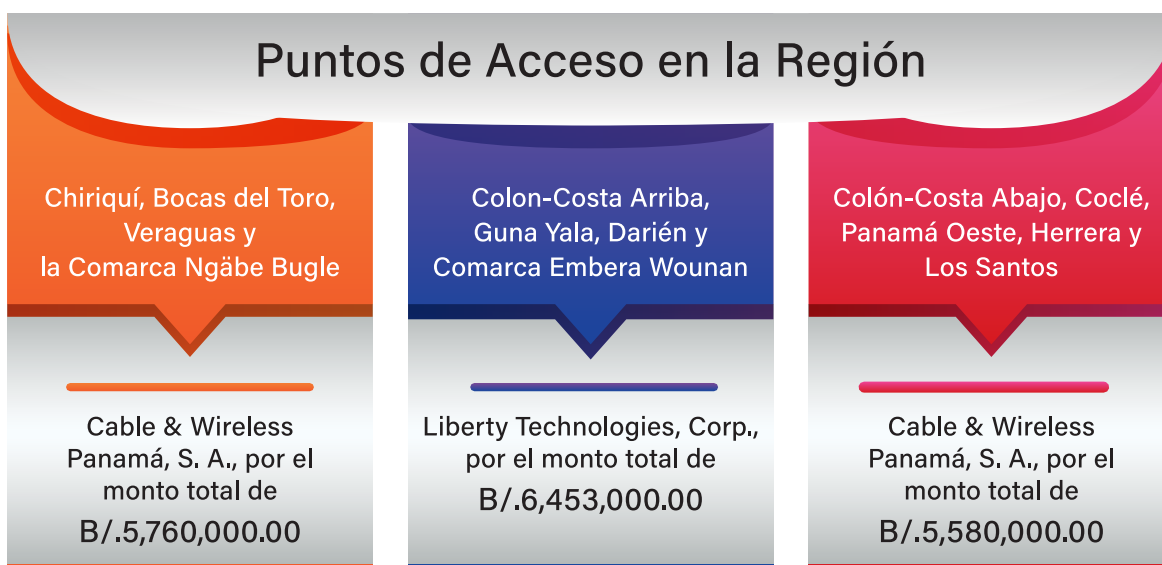 Puntos de Acceso en la Región
Chiriquí, Bocas del Toro,
Veraguas y
la Comarca Ngäbe Bugle
Cable & Wireless
Panamá, S. A., por el
monto total de
B/.5,760,000.00
Colon-Costa Arriba,
Guna Yala, Darién y
Comarca Embera Wounan
Liberty Technologies, Corp.,
por el monto total de
B/.6,453,000.00
Colón-Costa Abajo, Coclé,
Panamá Oeste, Herrera y
Los Santos
Cable & Wireless
Panamá, S. A., por el
monto total de
B/.5,580,000.00